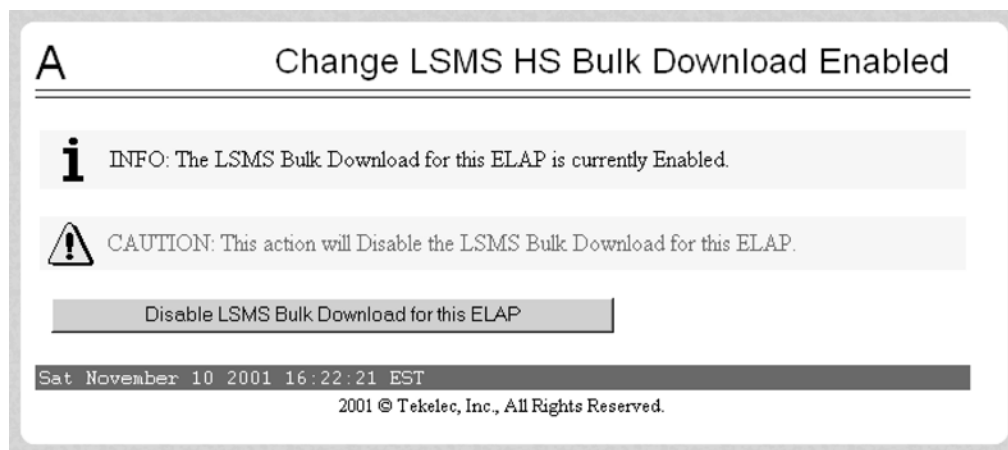 A
Change LSMS HS Bulk Download Enabled
INFO: The LSMS Bulk Download for this ELAP is currently Enabled.
CAUTION: This action will Disable the LSMS Bulk Download for this ELAP.
Disable LSMS Bulk Download for this ELAP
Sat November 10 2001 16:22:21 EST
2001 © Tekelec, Inc., All Rights Reserved.